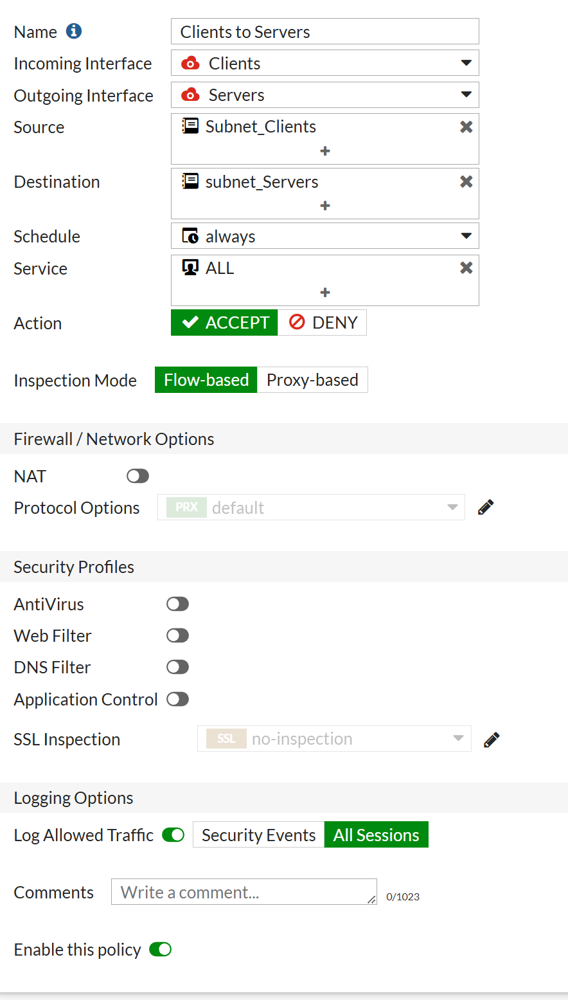 Name Clients to Servers
Incoming Interface Clients
Outgoing Interface Servers
Source Subnet_Clients
+
Destination subnet_Servers
+
Schedule always
Service ALL
+
Action ACCEPT DENY
Inspection Mode Flow-based Proxy-based
Firewall / Network Options
NAT
Protocol Options PRX default
Security Profiles
AntiVirus
Web Filter
DNS Filter
Application Control
SSL Inspection SSL no-inspection
Logging Options
Log Allowed Traffic Security Events All Sessions
Comments Write a comment... 0/1023
Enable this policy